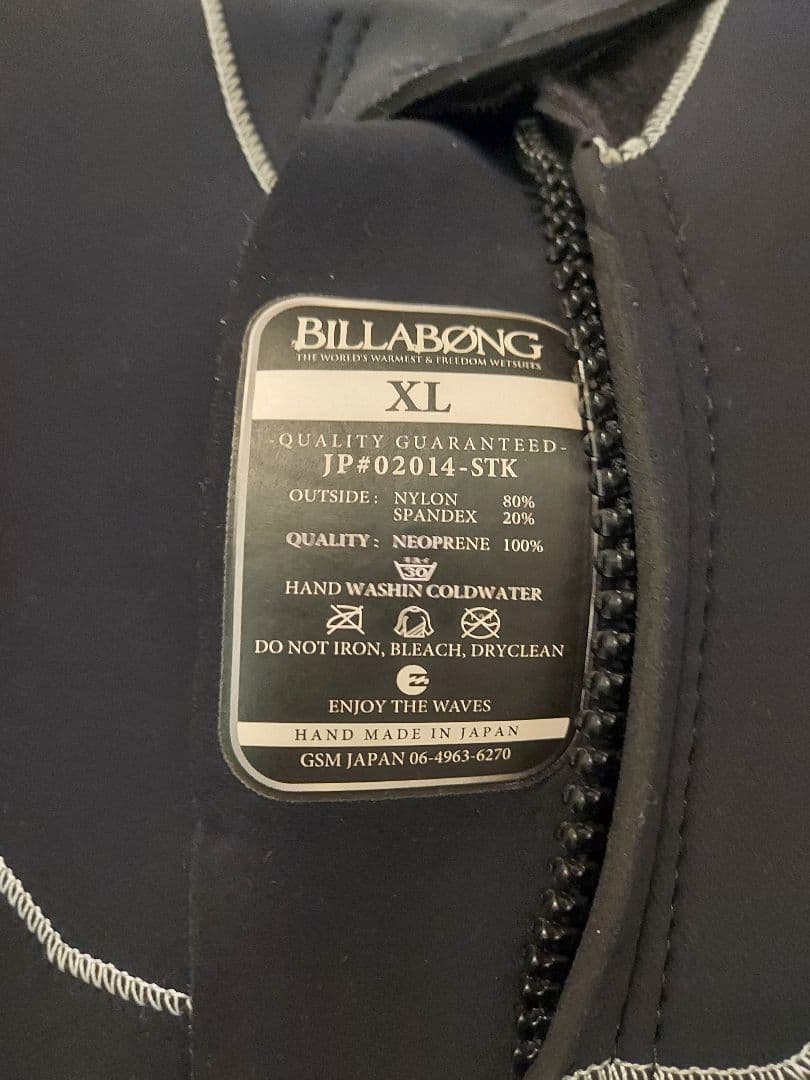 BILLABØNG
THE WORLD'S WARMEST & FREEDOM WETSUITS
XL
-QUALITY GUARANTEED-
JP#02014-STK
OUTSIDE: NYLON 80%
SPANDEX 20%
QUALITY: NEOPRENE 100%
30
HAND WASHIN COLDWATER
DO NOT IRON, BLEACH, DRYCLEAN
ENJOY THE WAVES
HAND MADE IN JAPAN
GSM JAPAN 06-4963-6270